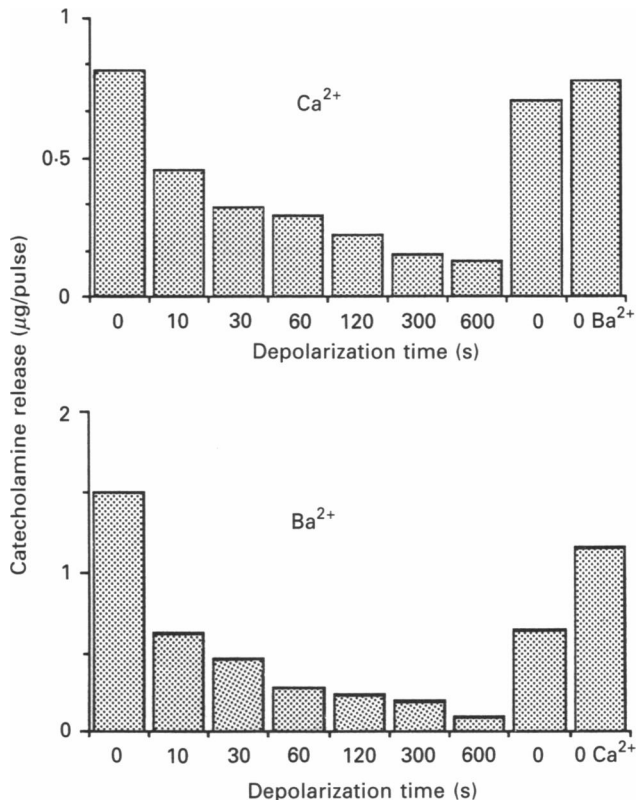 Catecholamine release (μg/pulse)
1
0·5
0
Ca²⁺
0 10 30 60 120 300 600 0 0 Ba²⁺
Depolarization time (s)
2
1
0
Ba²⁺
0 10 30 60 120 300 600 0 0 Ca²⁺
Depolarization time (s)